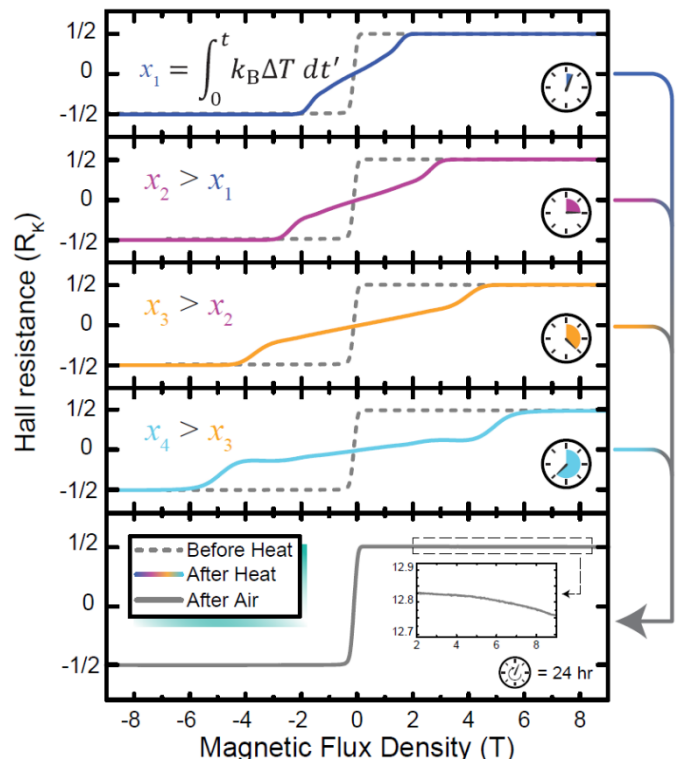 Hall resistance (R_K)
1/2
0
-1/2
x₁ = ∫₀ᵗ k_BΔT dt′
1/2
0
-1/2
x₂ > x₁
1/2
0
-1/2
x₃ > x₂
1/2
0
-1/2
x₄ > x₃
1/2
0
-1/2
Before Heat
After Heat
After Air
12.9
12.8
12.7
2 4 6 8
= 24 hr
-8 -6 -4 -2 0 2 4 6 8
Magnetic Flux Density (T)